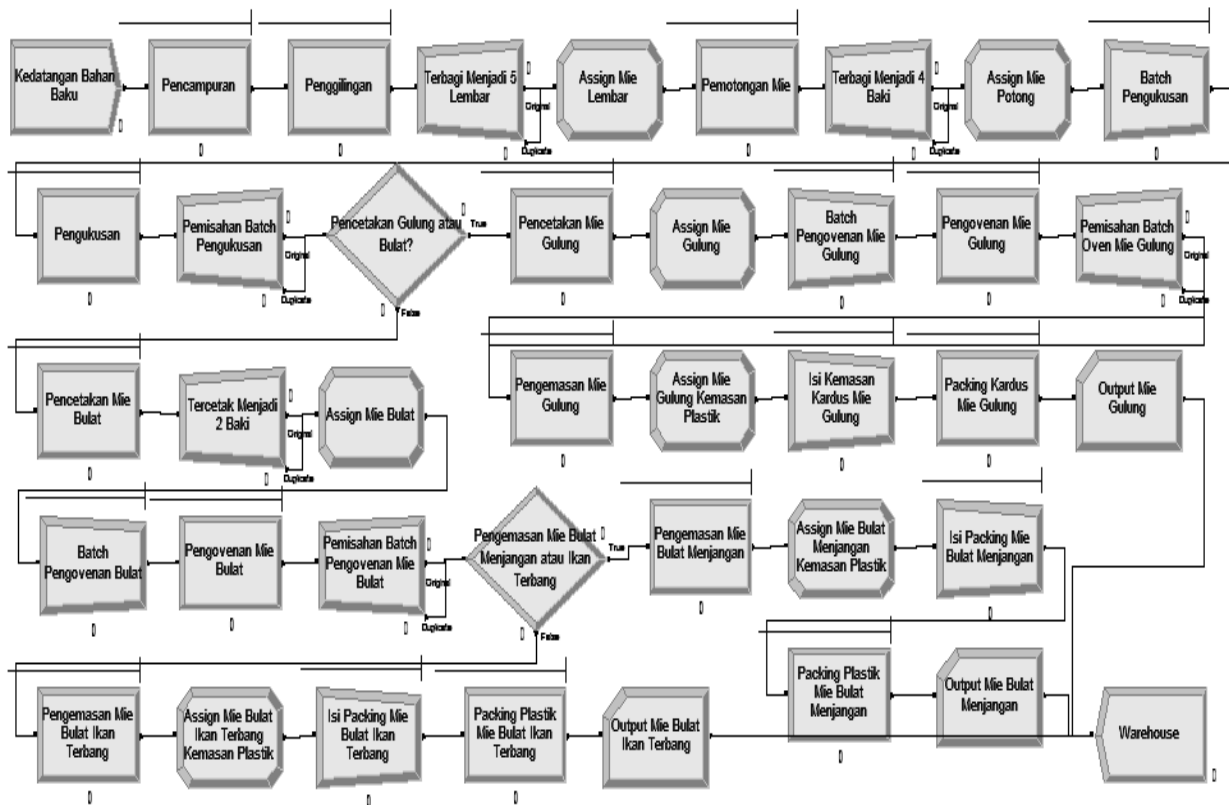 Kedatangan Bahan
Baku
Pencampuran
Penggilingan
Terbagi Menjadi 5
Lembar
Original
Duplicate
Assign Mie
Lembar
Pemotongan Mie
Terbagi Menjadi 4
Baki
Original
Duplicate
Assign Mie
Potong
Batch
Pengukusan
Pengukusan
Pemisahan Batch
Pengukusan
Original
Duplicate
Pencetakan Gulung atau
Bulat?
True
False
Pencetakan Mie
Gulung
Assign Mie
Gulung
Batch
Pengovenan Mie
Gulung
Pengovenan Mie
Gulung
Pemisahan Batch
Oven Mie Gulung
Original
Duplicate
Pencetakan Mie
Bulat
Tercetak Menjadi
2 Baki
Original
Duplicate
Assign Mie Bulat
Pengemasan Mie
Gulung
Assign Mie
Gulung Kemasan
Plastik
Isi Kemasan
Kardus Mie
Gulung
Packing Kardus
Mie Gulung
Output Mie
Gulung
Batch
Pengovenan Bulat
Pengovenan Mie
Bulat
Pemisahan Batch
Pengovenan Mie
Bulat
Original
Duplicate
Pengemasan Mie Bulat
Menjangan atau Ikan
Terbang
True
False
Pengemasan Mie
Bulat Menjangan
Assign Mie Bulat
Menjangan
Kemasan Plastik
Isi Packing Mie
Bulat Menjangan
Packing Plastik
Mie Bulat
Menjangan
Output Mie Bulat
Menjangan
Pengemasan Mie
Bulat Ikan
Terbang
Assign Mie Bulat
Ikan Terbang
Kemasan Plastik
Isi Packing Mie
Bulat Ikan
Terbang
Packing Plastik
Mie Bulat Ikan
Terbang
Output Mie Bulat
Ikan Terbang
Warehouse